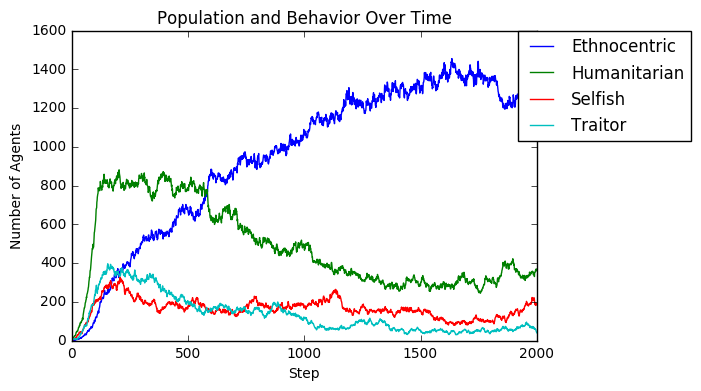 Population and Behavior Over Time
1600
1400
1200
1000
800
600
400
200
0
Number of Agents
0 500 1000 1500 2000
Step
Ethnocentric
Humanitarian
Selfish
Traitor